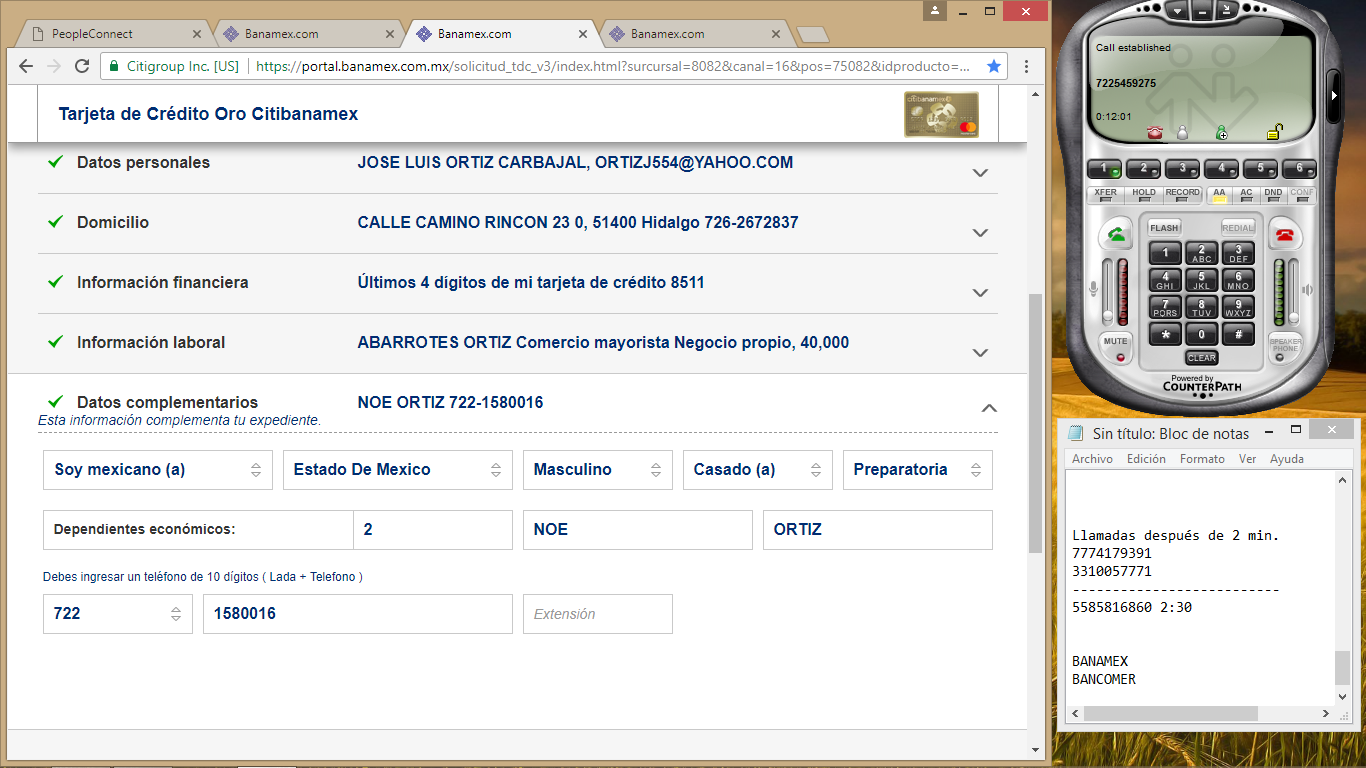 PeopleConnect
Banamex.com
Banamex.com
Banamex.com
Citigroup Inc. [US] https://portal.banamex.com.mx/solicitud_tdc_v3/index.html?surcursal=8082&canal=16&pos=75082&idproducto=...
Tarjeta de Crédito Oro Citibanamex
Datos personales JOSE LUIS ORTIZ CARBAJAL, ORTIZJ554@YAHOO.COM
Domicilio CALLE CAMINO RINCON 23 0, 51400 Hidalgo 726-2672837
Información financiera Últimos 4 dígitos de mi tarjeta de crédito 8511
Información laboral ABARROTES ORTIZ Comercio mayorista Negocio propio, 40,000
Datos complementarios NOE ORTIZ 722-1580016
Esta información complementa tu expediente.
Soy mexicano (a) Estado De Mexico Masculino Casado (a) Preparatoria
Dependientes económicos: 2 NOE ORTIZ
Debes ingresar un teléfono de 10 dígitos ( Lada + Telefono )
722 1580016 Extensión
Call established
7225459275
0:12:01
1 2 3 4 5 6
XFER HOLD RECORD AA AC DND CONF
FLASH REDIAL
1 2 ABC 3 DEF
4 GHI 5 JKL 6 MNO
7 PQRS 8 TUV 9 WXYZ
* 0 #
MUTE CLEAR SPEAKER PHONE
Powered by
COUNTERPATH
Sin título: Bloc de notas
Archivo Edición Formato Ver Ayuda
Llamadas después de 2 min.
7774179391
3310057771
--------------------------
5585816860 2:30
BANAMEX
BANCOMER